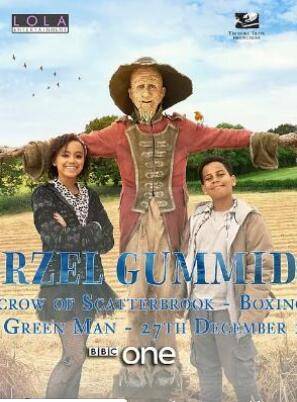 LOLA
ENTERTAINMENT
RZEL GUMMID
CROW OF SCATTERBROOK - BOXING
GREEN MAN - 27TH DECEMBER
BBC one